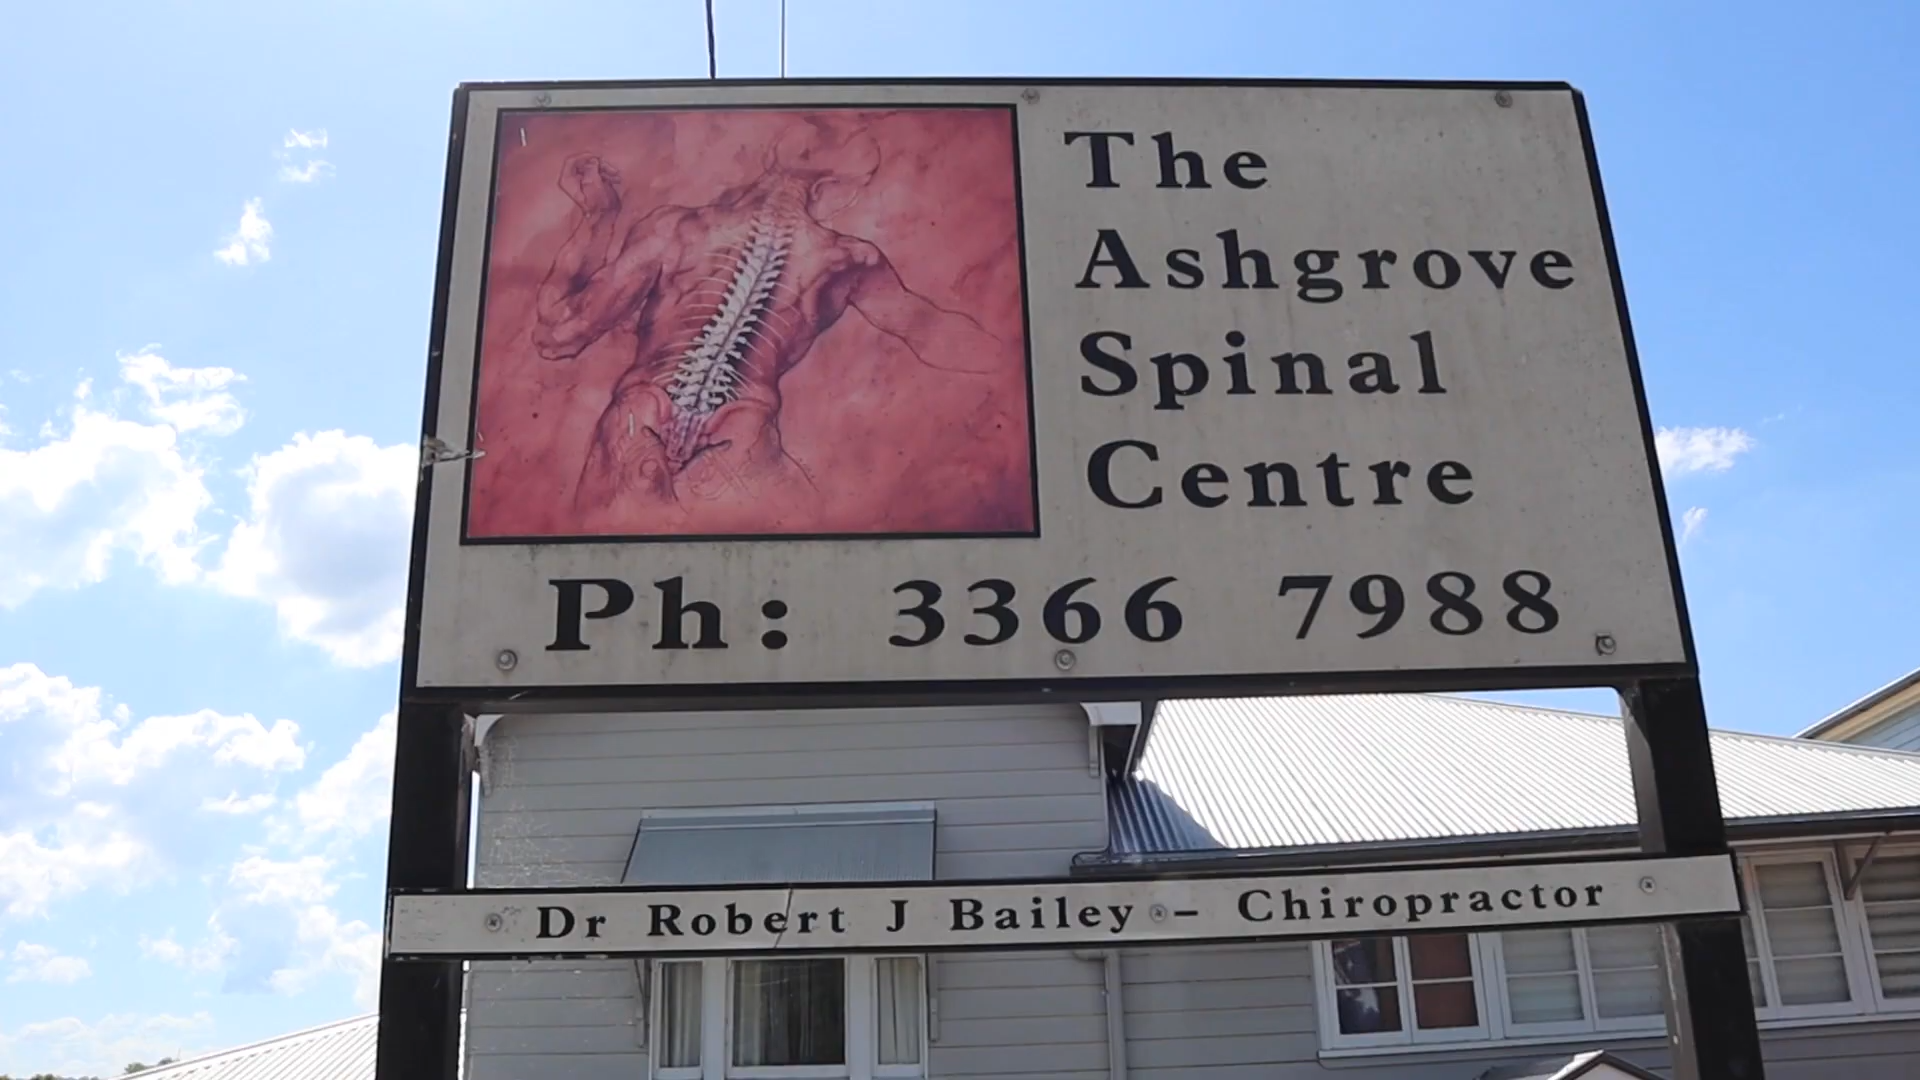 The
Ashgrove
Spinal
Centre
Ph: 3366 7988
Dr Robert J Bailey – Chiropractor